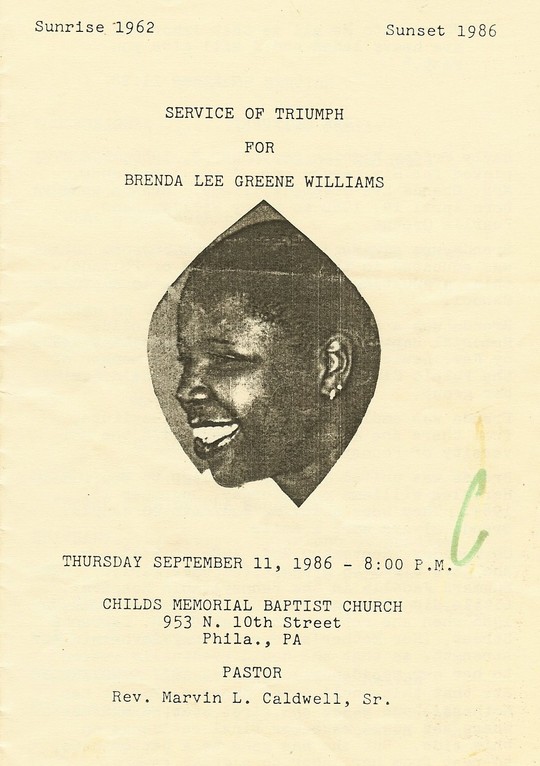 Sunrise 1962 Sunset 1986
SERVICE OF TRIUMPH
FOR
BRENDA LEE GREENE WILLIAMS
C
THURSDAY SEPTEMBER 11, 1986 - 8:00 P.M.
CHILDS MEMORIAL BAPTIST CHURCH
953 N. 10th Street
Phila., PA
PASTOR
Rev. Marvin L. Caldwell, Sr.